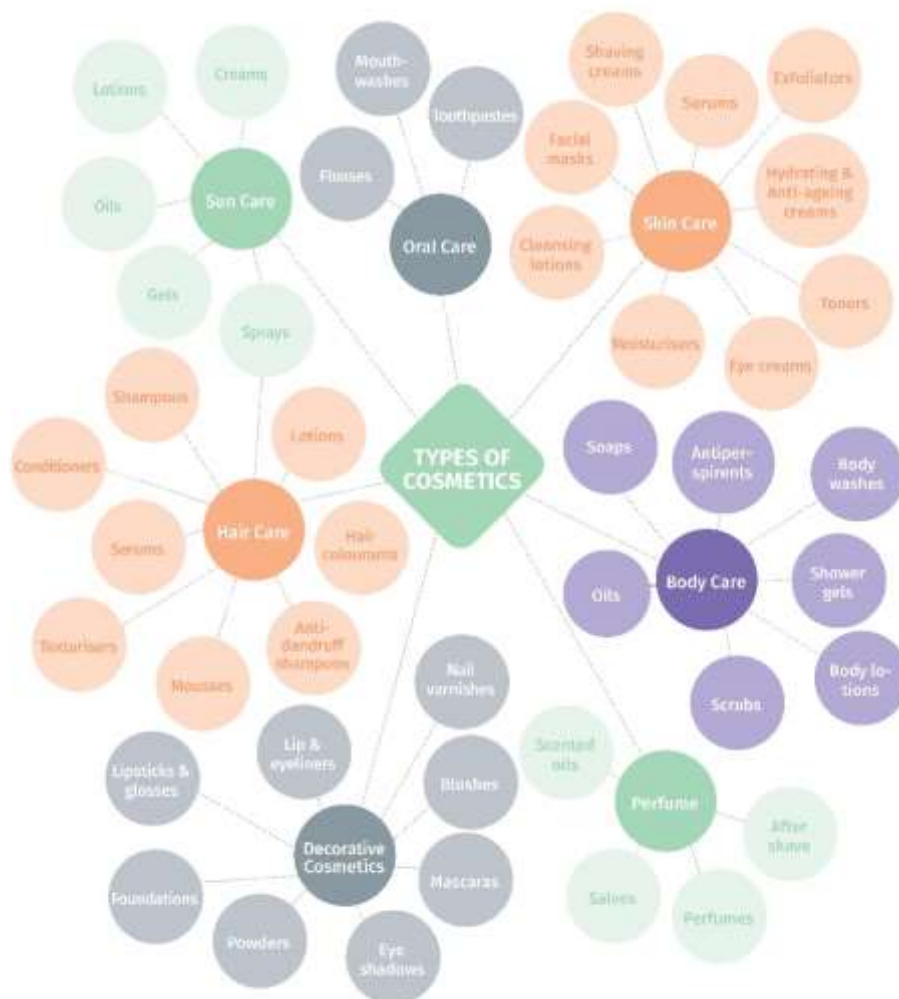 Creams
Lotions
Oils
Sun Care
Gels
Sprays
Mouth-
washes
Toothpastes
Flosses
Oral Care
Shaving
creams
Serums
Exfoliators
Facial
masks
Hydrating &
Anti-ageing
creams
Skin Care
Cleansing
lotions
Toners
Moisturisers
Eye creams
TYPES OF
COSMETICS
Shampous
Lotions
Conditioners
Hair Care
Serums
Hair
colourants
Texturisers
Anti-
dandruff
shampoos
Mousses
Soaps
Antiper-
spirents
Body
washes
Oils
Body Care
Shower
gels
Scrubs
Body lo-
tions
Nail
varnishes
Lip &
eyeliners
Lipsticks &
glosses
Blushes
Decorative
Cosmetics
Mascaras
Foundations
Powders
Eye
shadows
Scented
oils
Perfume
After
shave
Salves
Perfumes